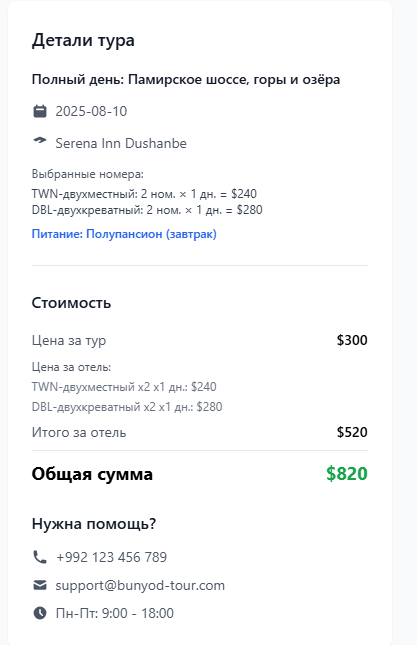 Детали тура
Полный день: Памирское шоссе, горы и озёра
2025-08-10
Serena Inn Dushanbe
Выбранные номера:
TWN-двухместный: 2 ном. × 1 дн. = $240
DBL-двухкреватный: 2 ном. × 1 дн. = $280
Питание: Полупансион (завтрак)
Стоимость
Цена за тур $300
Цена за отель:
TWN-двухместный x2 x1 дн.: $240
DBL-двухкреватный x2 x1 дн.: $280
Итого за отель $520
Общая сумма $820
Нужна помощь?
+992 123 456 789
support@bunyod-tour.com
Пн-Пт: 9:00 - 18:00